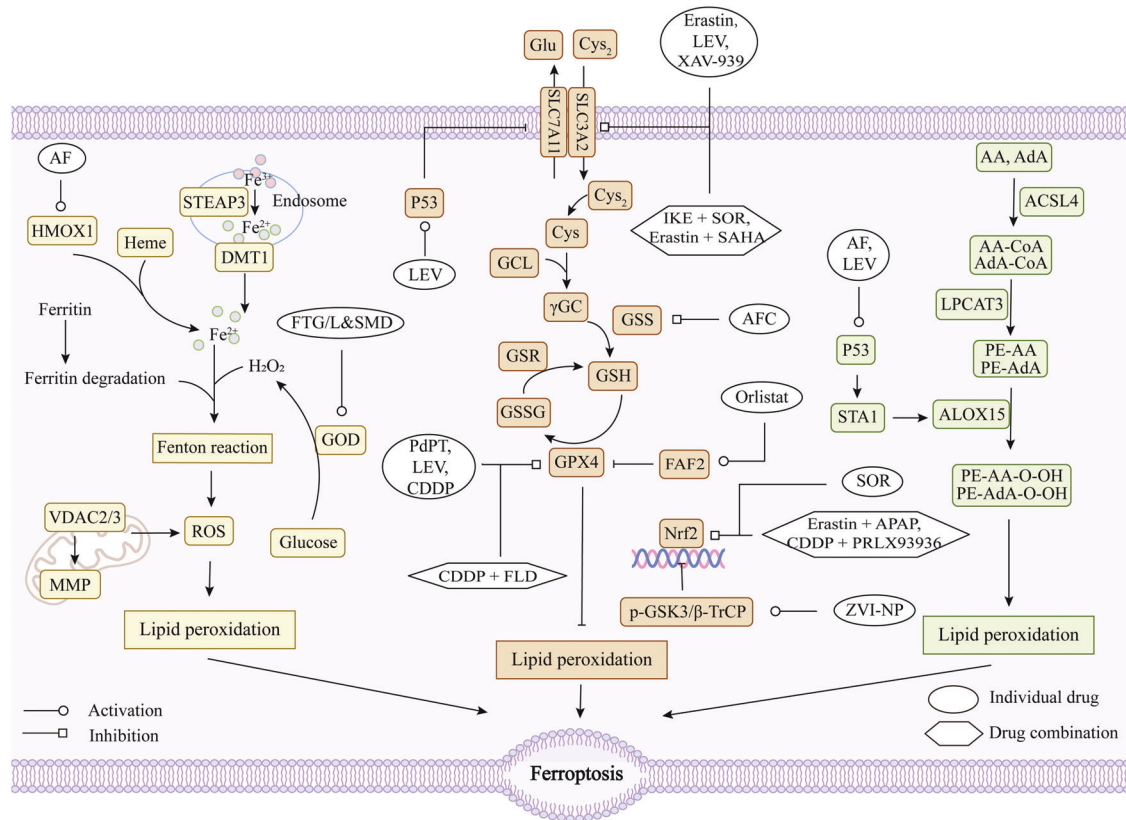 Glu
Cys₂
Erastin,
LEV,
XAV-939
SLC7A11
SLC3A2
AF
HMOX1
Heme
Fe³⁺
STEAP3
Endosome
Fe²⁺
DMT1
P53
LEV
Cys₂
Cys
IKE + SOR,
Erastin + SAHA
GCL
γGC
GSS
AFC
AA, AdA
ACSL4
AA-CoA
AdA-CoA
LPCAT3
PE-AA
PE-AdA
AF,
LEV
P53
STA1
ALOX15
PE-AA-O-OH
PE-AdA-O-OH
Lipid peroxidation
Ferritin
Ferritin degradation
Fe²⁺
H₂O₂
FTG/L&SMD
GOD
Glucose
Fenton reaction
VDAC2/3
MMP
ROS
Lipid peroxidation
GSR
GSSG
GSH
GPX4
FAF2
Orlistat
PdPT,
LEV,
CDDP
CDDP + FLD
SOR
Nrf2
Erastin + APAP,
CDDP + PRLX93936
p-GSK3/β-TrCP
ZVI-NP
Lipid peroxidation
Activation
Inhibition
Individual drug
Drug combination
Ferroptosis